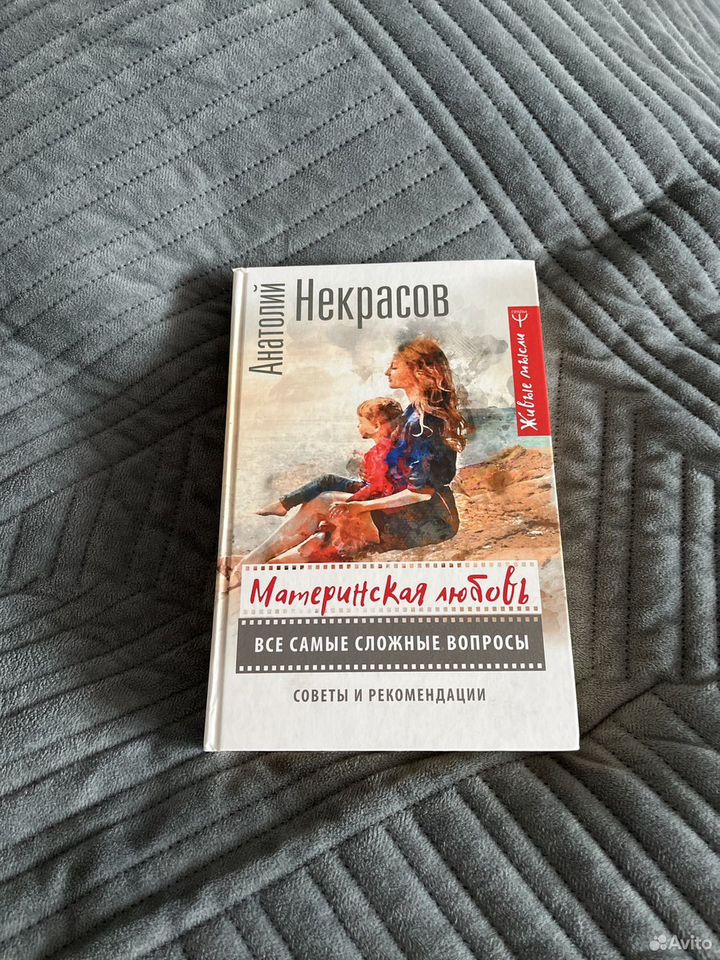 Анатолий
Некрасов
Живые мысли
Материнская любовь
ВСЕ САМЫЕ СЛОЖНЫЕ ВОПРОСЫ
СОВЕТЫ И РЕКОМЕНДАЦИИ
Avito